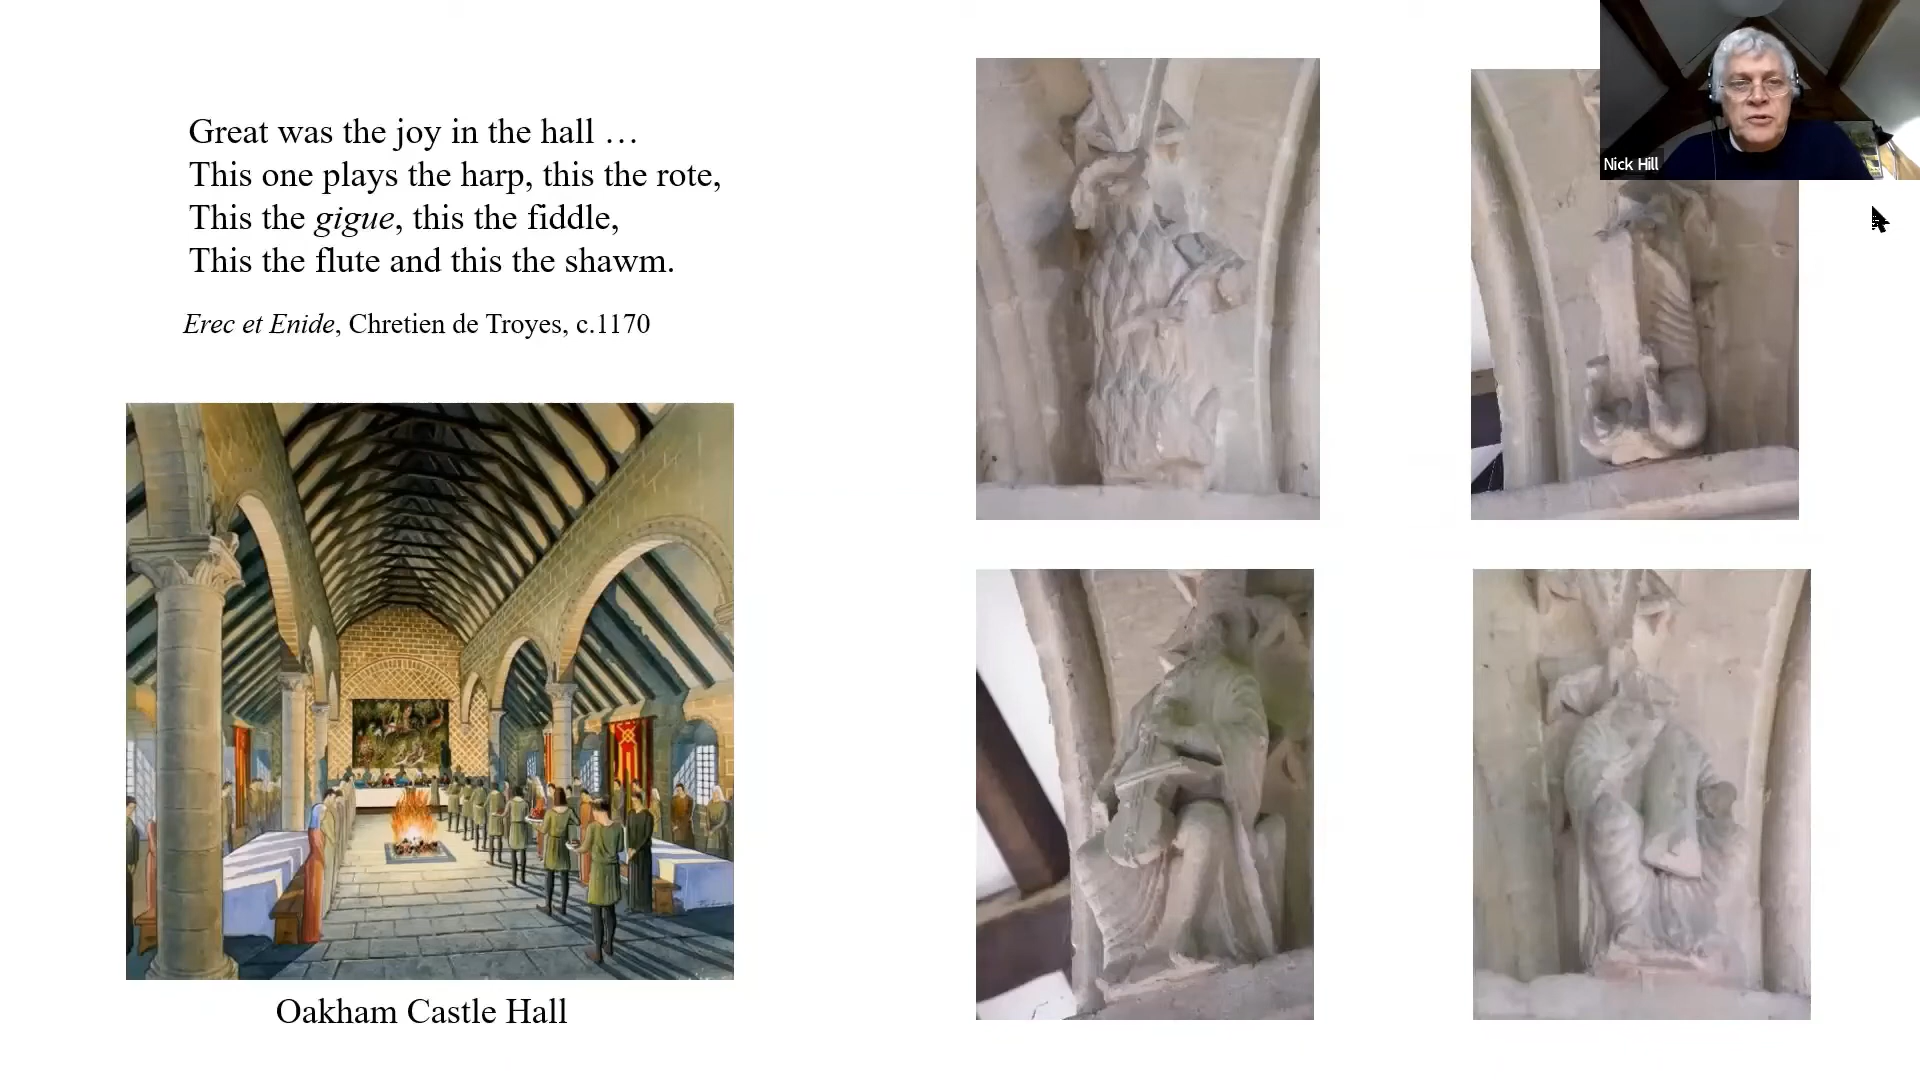 Great was the joy in the hall …
This one plays the harp, this the rote,
This the gigue, this the fiddle,
This the flute and this the shawm.
Erec et Enide, Chretien de Troyes, c.1170
Oakham Castle Hall
Nick Hill